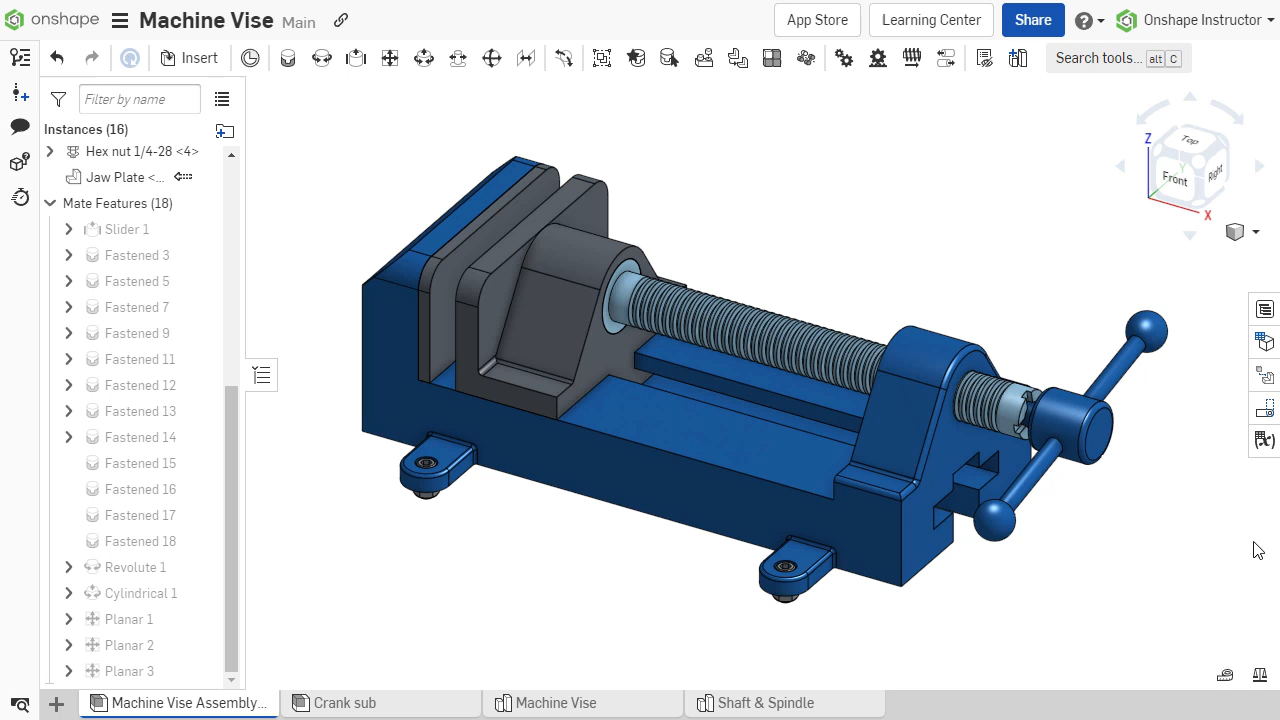 onshape Machine Vise Main App Store Learning Center Share Onshape Instructor
Insert Search tools... alt C
Filter by name
Instances (16)
Hex nut 1/4-28 <4>
Jaw Plate <...
Mate Features (18)
Slider 1
Fastened 3
Fastened 5
Fastened 7
Fastened 9
Fastened 11
Fastened 12
Fastened 13
Fastened 14
Fastened 15
Fastened 16
Fastened 17
Fastened 18
Revolute 1
Cylindrical 1
Planar 1
Planar 2
Planar 3
Z
Top
Y
Front
Right
X
Machine Vise Assembly...
Crank sub
Machine Vise
Shaft & Spindle